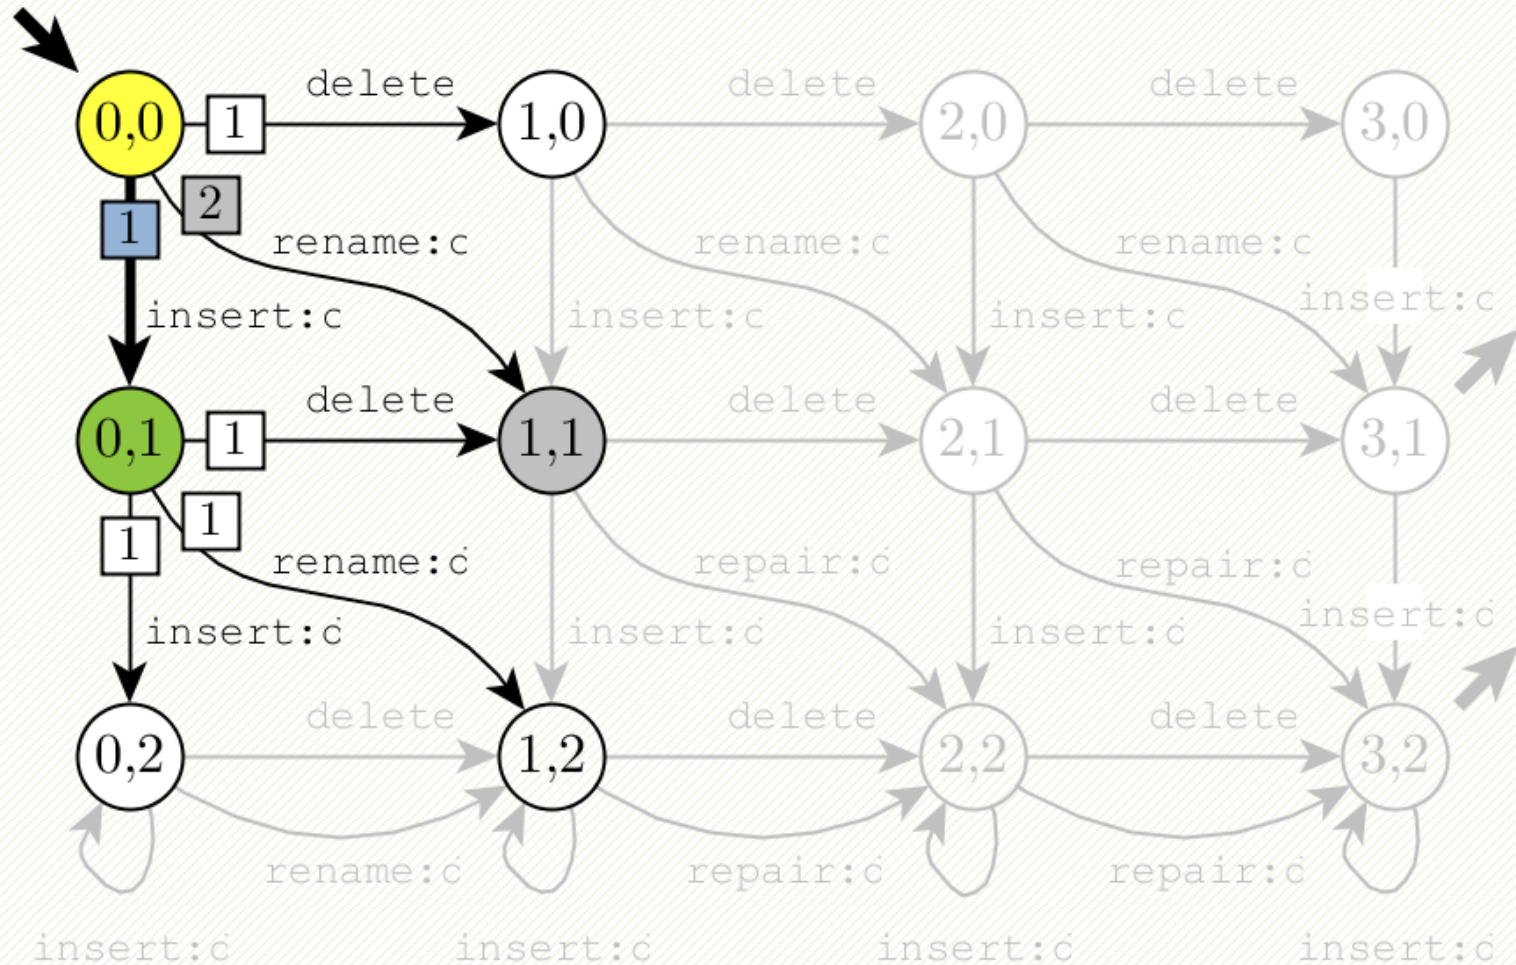 delete delete delete
0,0 1 1,0 2,0 3,0
2
1 rename:c rename:c rename:c
insert:c
insert:c insert:c insert:c
delete delete delete
0,1 1 1,1 2,1 3,1
1
1 rename:d repair:d repair:d
insert:d
insert:d insert:d insert:d
delete delete delete
0,2 1,2 2,2 3,2
rename:d repair:d repair:d
insert:d insert:d insert:d insert:d